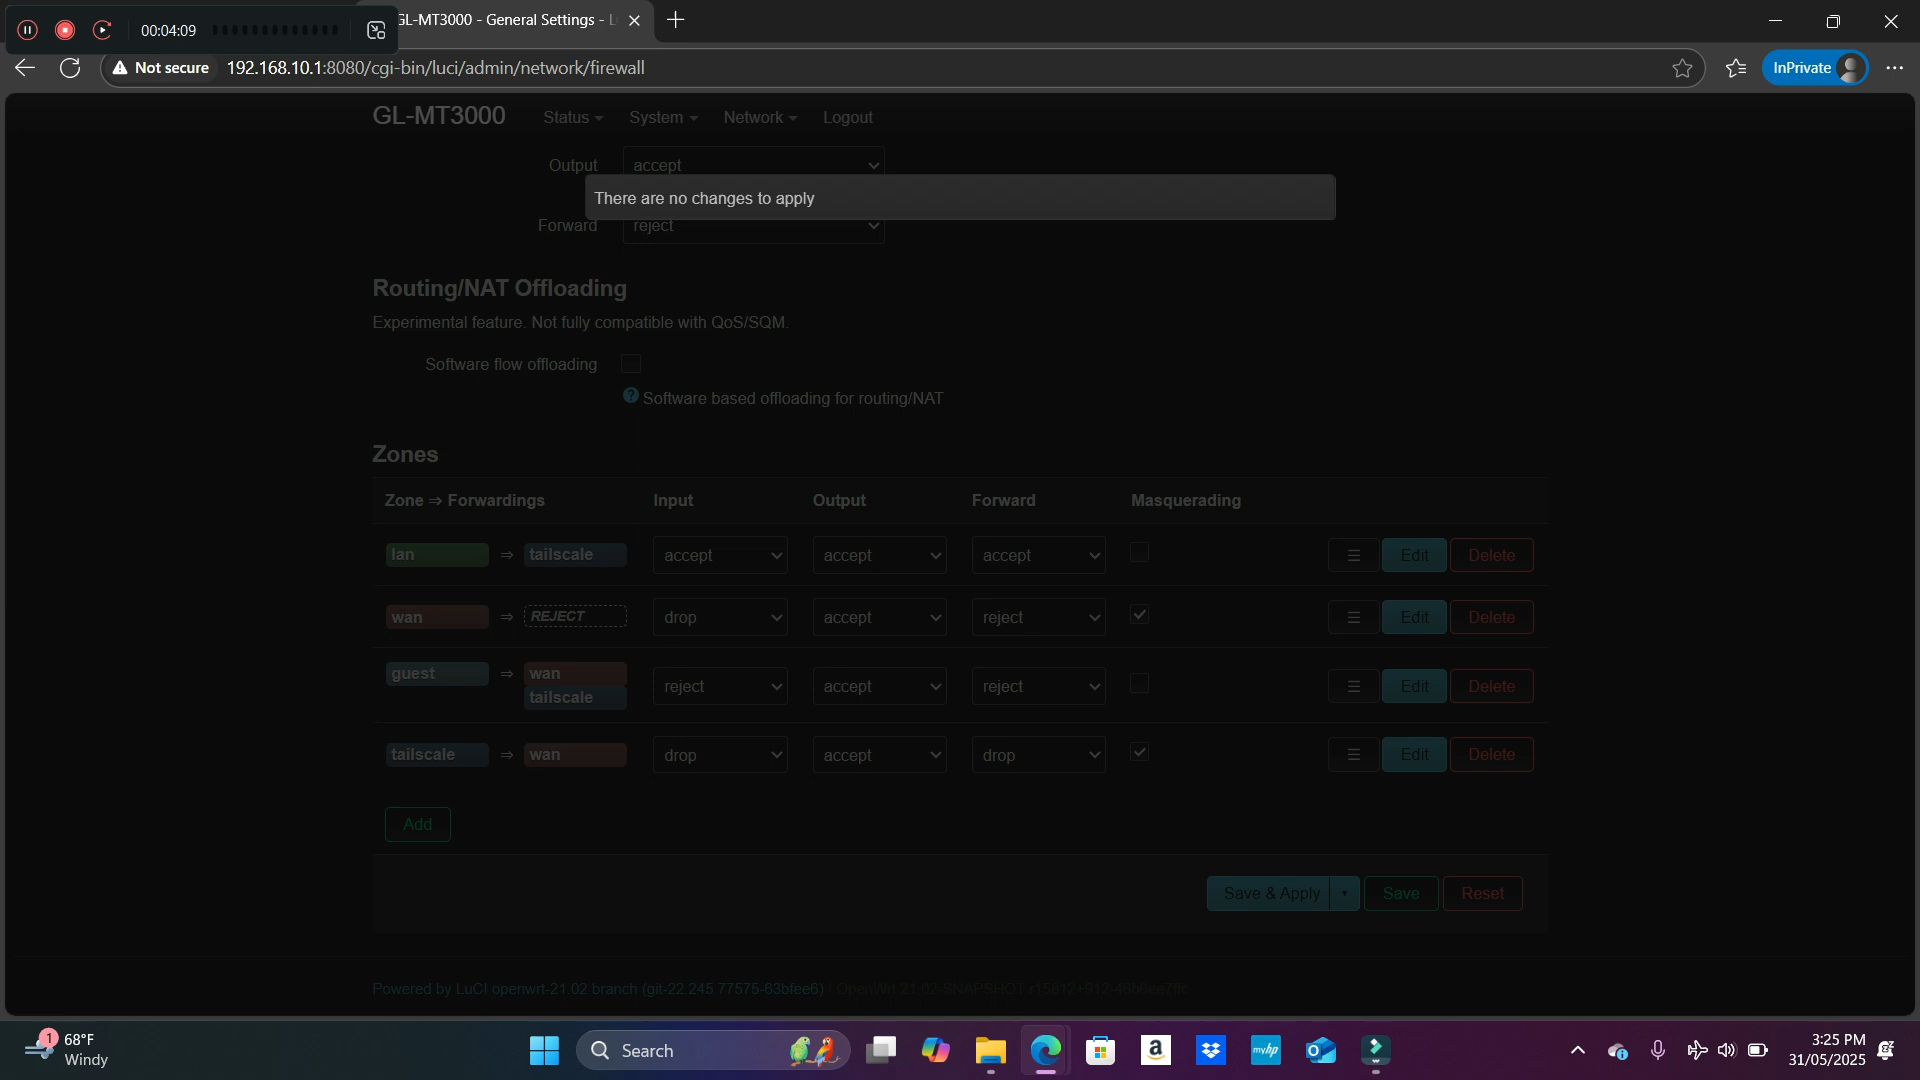 00:04:09
GL-MT3000 - General Settings - L
Not secure
192.168.10.1:8080/cgi-bin/luci/admin/network/firewall
InPrivate
GL-MT3000
Status
System
Network
Logout
Output
accept
There are no changes to apply
Forward
reject
Routing/NAT Offloading
Experimental feature. Not fully compatible with QoS/SQM.
Software flow offloading
Software based offloading for routing/NAT
Zones
Zone ⇒ Forwardings Input Output Forward Masquerading
lan ⇒ tailscale accept accept accept Edit Delete
wan ⇒ REJECT drop accept reject Edit Delete
guest ⇒ wan
tailscale reject accept reject Edit Delete
tailscale ⇒ wan drop accept drop Edit Delete
Add
Save & Apply Save Reset
Powered by LuCI openwrt-21.02 branch (git-22.245.77575-63bfee6) / OpenWrt 21.02-SNAPSHOT
1
68°F
Windy
Search
a
myhp
3:25 PM
31/05/2025